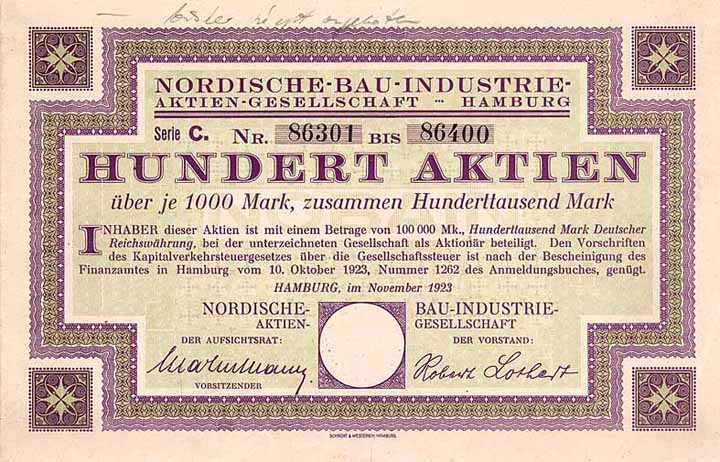 NORDISCHE-BAU-INDUSTRIE-
AKTIEN-GESELLSCHAFT ··· HAMBURG
Serie C. NR. 86301 BIS 86400
HUNDERT AKTIEN
über je 1000 Mark, zusammen Hunderttausend Mark
INHABER dieser Aktien ist mit einem Betrage von 100 000 Mk., Hunderttausend Mark Deutscher
Reichswährung, bei der unterzeichneten Gesellschaft als Aktionär beteiligt. Den Vorschriften
des Kapitalverkehrsteuergesetzes über die Gesellschaftssteuer ist nach der Bescheinigung des
Finanzamtes in Hamburg vom 10. Oktober 1923, Nummer 1262 des Anmeldungsbuches, genügt.
HAMBURG, im November 1923
NORDISCHE- BAU-INDUSTRIE-
AKTIEN- GESELLSCHAFT
DER AUFSICHTSRAT: DER VORSTAND:
Robert
VORSITZENDER
HAMBURG